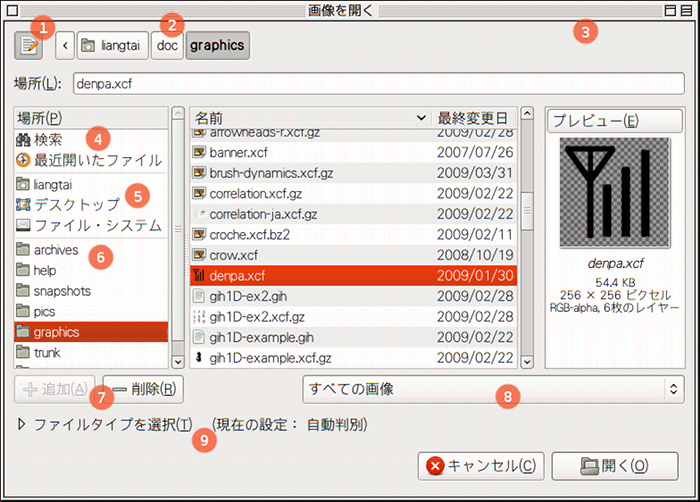 画像を開く
1
2
3
liangtai doc graphics
場所(L): denpa.xcf
場所(P)
検索
4
最近開いたファイル
liangtai
5
デスクトップ
ファイル・システム
6
archives
help
snapshots
pics
graphics
trunk
名前 最終変更日
arrowheads-r.xcf.gz 2009/02/28
banner.xcf 2007/07/26
brush-dynamics.xcf.gz 2009/03/31
correlation.xcf.gz 2009/02/22
correlation-ja.xcf.gz 2009/02/22
croche.xcf.bz2 2009/02/11
crow.xcf 2008/10/19
denpa.xcf 2009/01/30
gih1D-ex2.gih 2009/02/28
gih1D-ex2.xcf.gz 2009/02/28
gih1D-example.gih 2009/02/22
gih1D-example.xcf.gz 2009/02/22
プレビュー(E)
denpa.xcf
54.4 KB
256 × 256 ピクセル
RGB-alpha, 6枚のレイヤー
追加(A) 7 削除(R)
すべての画像 8
ファイルタイプを選択(T) (現在の設定： 自動判別)
9
キャンセル(C) 開く(O)